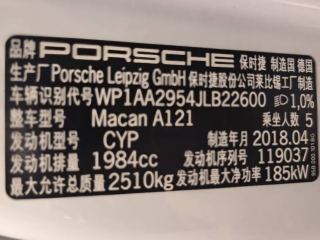 品牌 PORSCHE 保时捷 制造国 德国
生产厂 Porsche Leipzig GmbH 保时捷股份公司莱比锡工厂制造
车辆识别代号 WP1AA2954JLB22600 1,0%
整车型号 Macan A121 乘坐人数 5
发动机型号 CYP 制造年月 2018.04
发动机排量 1984cc 发动机序列号 119037
最大允许总质量 2510kg 发动机最大净功率 185kW